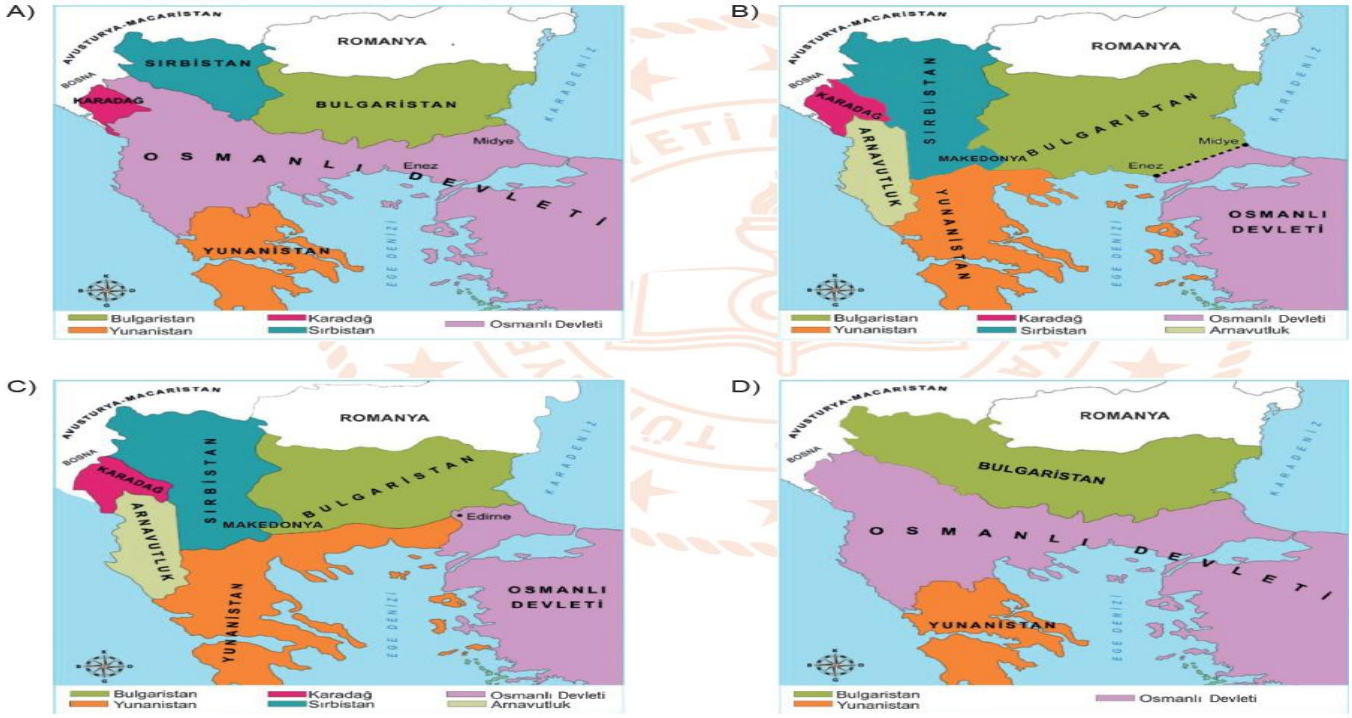 A)
AVUSTURYA-MACARİSTAN
ROMANYA
SIRBİSTAN
BOSNA
KARADAĞ
BULGARİSTAN
KARADENİZ
Midye
OSMANLI DEVLETİ
Enez
YUNANİSTAN
EGE DENİZİ
Bulgaristan
Karadağ
Osmanlı Devleti
Yunanistan
Sırbistan
B)
AVUSTURYA-MACARİSTAN
ROMANYA
BOSNA
KARADAĞ
SIRBİSTAN
BULGARİSTAN
KARADENİZ
ARNAVUTLUK
MAKEDONYA
Midye
Enez
YUNANİSTAN
OSMANLI
DEVLETİ
EGE DENİZİ
Bulgaristan
Karadağ
Osmanlı Devleti
Yunanistan
Sırbistan
Arnavutluk
C)
AVUSTURYA-MACARİSTAN
ROMANYA
BOSNA
KARADAĞ
SIRBİSTAN
BULGARİSTAN
KARADENİZ
ARNAVUTLUK
MAKEDONYA
Edirne
YUNANİSTAN
OSMANLI
DEVLETİ
EGE DENİZİ
Bulgaristan
Karadağ
Osmanlı Devleti
Yunanistan
Sırbistan
Arnavutluk
D)
AVUSTURYA-MACARİSTAN
ROMANYA
BOSNA
BULGARİSTAN
KARADENİZ
OSMANLI DEVLETİ
YUNANİSTAN
EGE DENİZİ
Bulgaristan
Osmanlı Devleti
Yunanistan